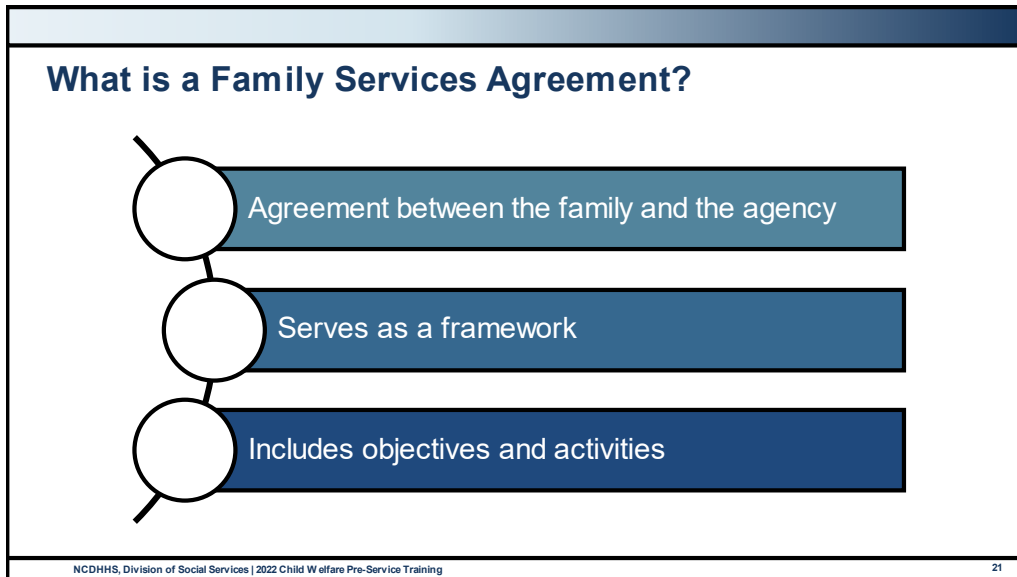 What is a Family Services Agreement?
Agreement between the family and the agency
Serves as a framework
Includes objectives and activities
NCDHHS, Division of Social Services | 2022 Child Welfare Pre-Service Training
21